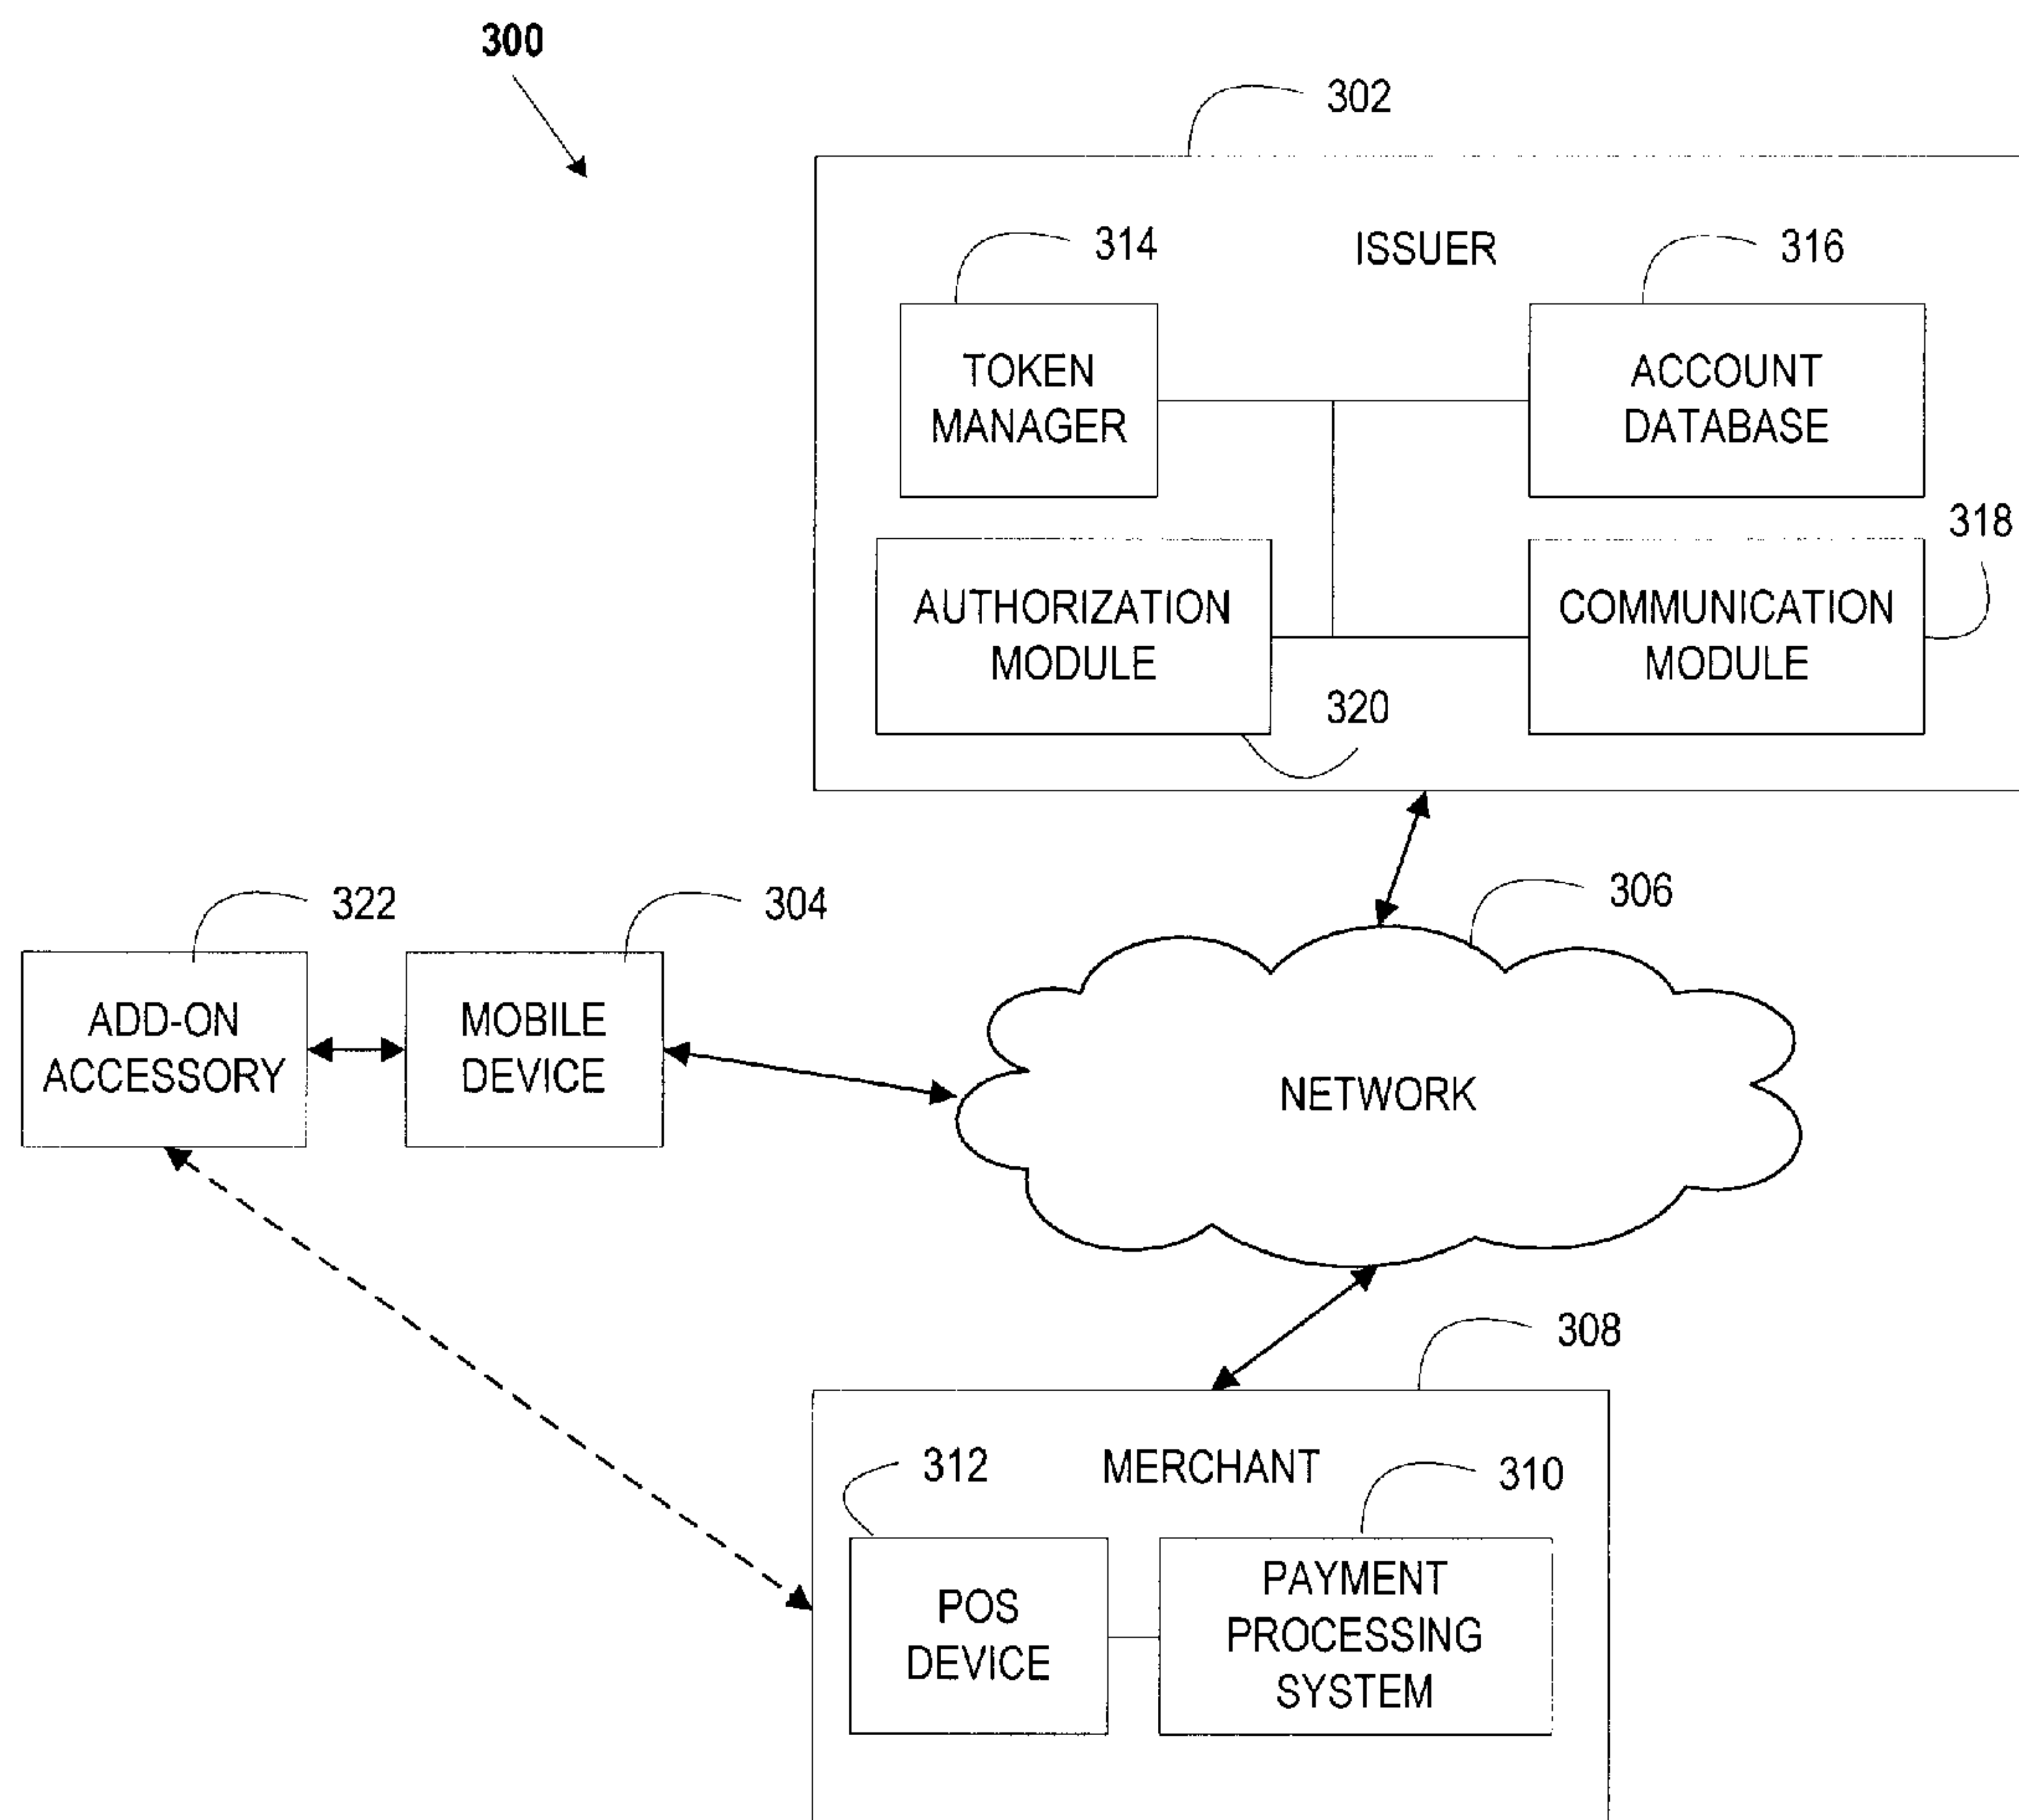 300
302
314
ISSUER
316
TOKEN
MANAGER
ACCOUNT
DATABASE
318
AUTHORIZATION
MODULE
COMMUNICATION
MODULE
320
322
304
306
ADD-ON
ACCESSORY
MOBILE
DEVICE
NETWORK
308
312
MERCHANT
310
POS
DEVICE
PAYMENT
PROCESSING
SYSTEM